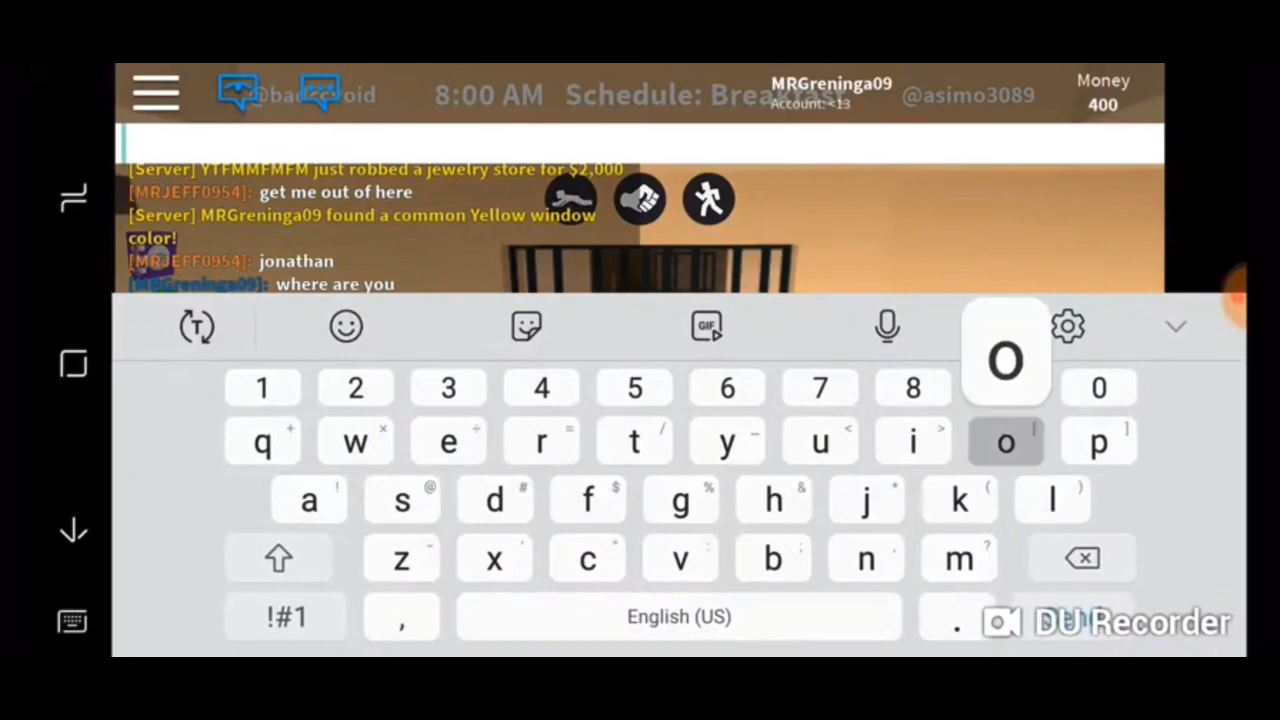 @badccvoid 8:00 AM Schedule: Breakfast @asimo3089
MRGreninga09
Account: <13
Money
400
[Server] YTFMMFMFM just robbed a jewelry store for $2,000
[MRJEFF0954]: get me out of here
[Server] MRGreninga09 found a common Yellow window
color!
[MRJEFF0954]: jonathan
[MRGreninga09]: where are you
T
GIF
O
1 2 3 4 5 6 7 8 0
q + w × e ÷ r = t / y _ u < i > o [ p ]
a ! s @ d # f $ g % h & j * k ( l )
z - x ' c " v : b ; n , m ?
!#1 , English (US) .
DU Recorder